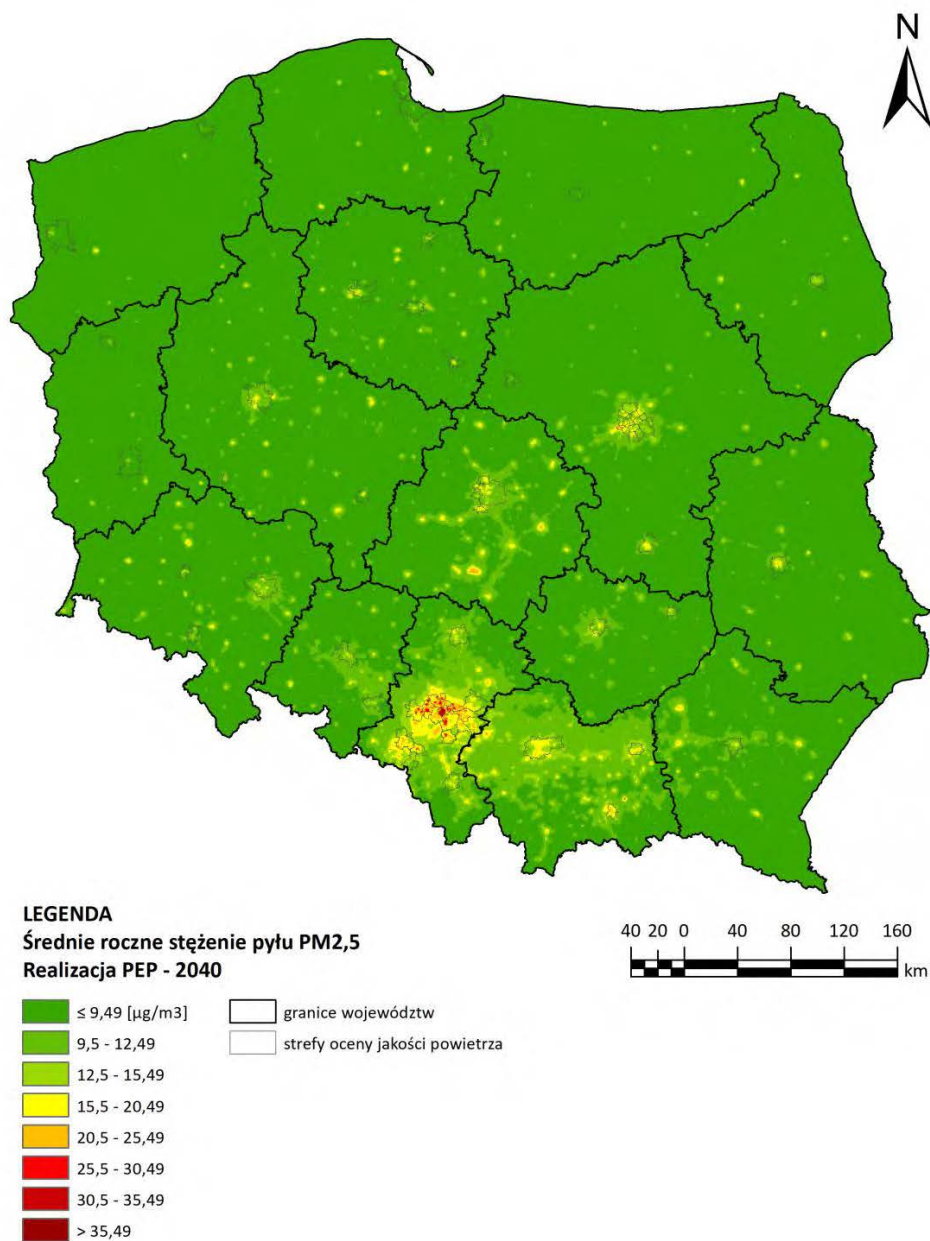 N
LEGENDA
Średnie roczne stężenie pyłu PM2,5
Realizacja PEP - 2040
40 20 0 40 80 120 160
km
≤ 9,49 [µg/m3]
9,5 - 12,49
12,5 - 15,49
15,5 - 20,49
20,5 - 25,49
25,5 - 30,49
30,5 - 35,49
> 35,49
granice województw
strefy oceny jakości powietrza